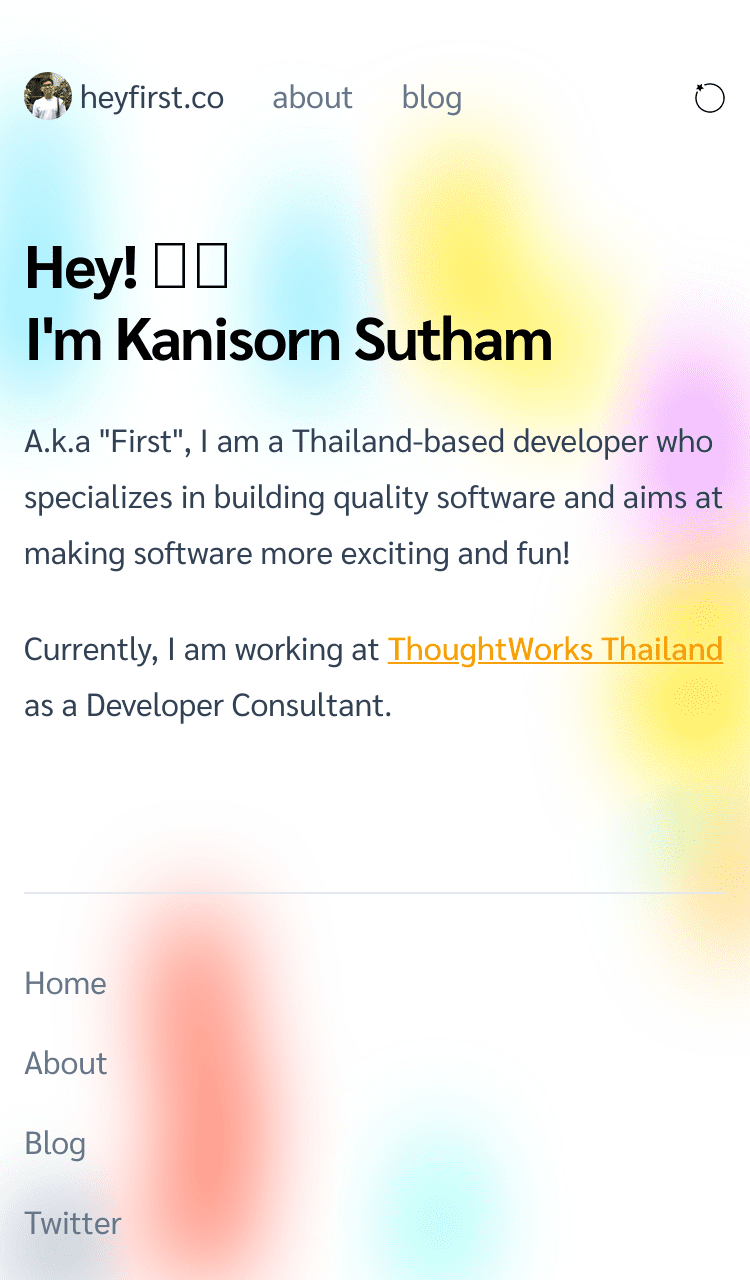 heyfirst.co about blog
Hey!
I'm Kanisorn Sutham
A.k.a "First", I am a Thailand-based developer who
specializes in building quality software and aims at
making software more exciting and fun!
Currently, I am working at ThoughtWorks Thailand
as a Developer Consultant.
Home
About
Blog
Twitter